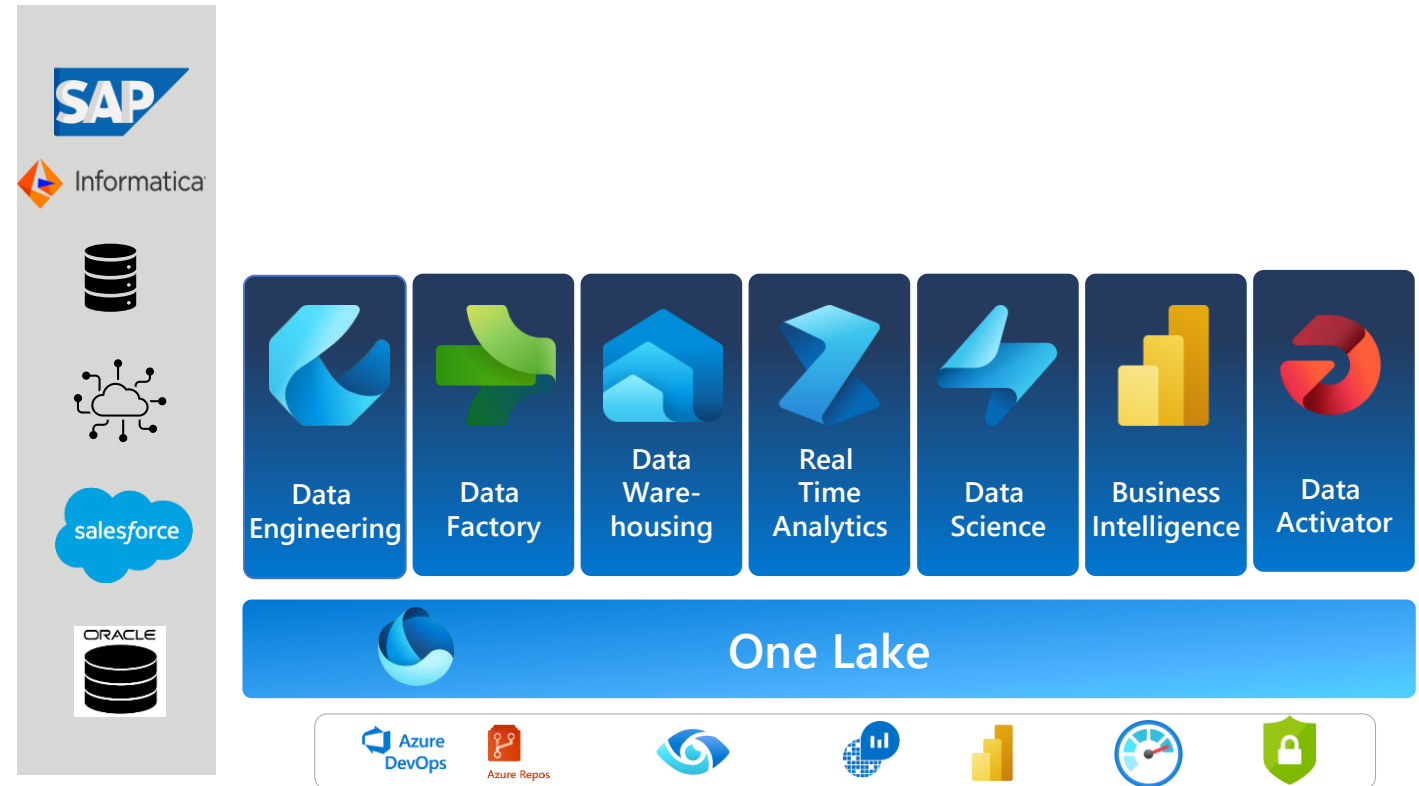 SAP
Informatica
salesforce
ORACLE
Data
Engineering
Data
Factory
Data
Ware-
housing
Real
Time
Analytics
Data
Science
Business
Intelligence
Data
Activator
One Lake
Azure
DevOps
Azure Repos